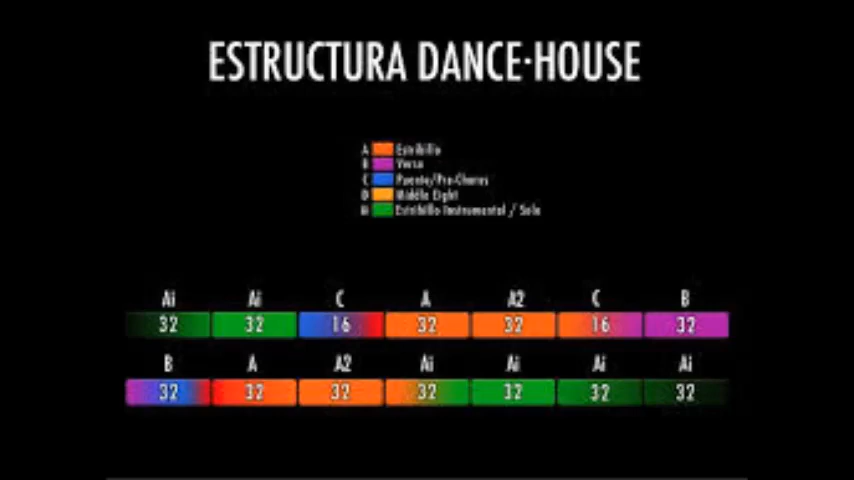 ESTRUCTURA DANCE·HOUSE
A Estribillo
B Verso
C Puente/Pre-Chorus
D Middle Eight
Ai Estribillo Instrumental / Solo
Ai Ai C A A2 C B
32 32 16 32 32 16 32
B A A2 Ai Ai Ai Ai
32 32 32 32 32 32 32